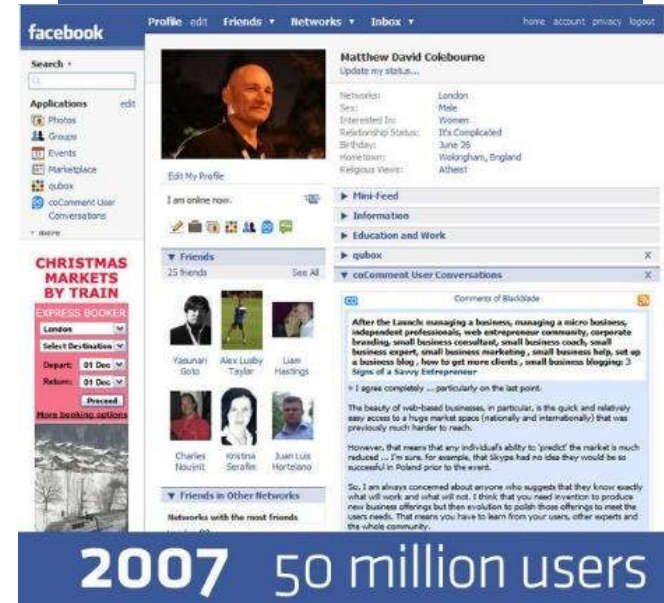 facebook
Profile edit Friends ▾ Networks ▾ Inbox ▾
home account privacy logout
Search ▾
Applications edit
Photos
Groups
Events
Marketplace
qubox
coComment User
Conversations
▾ more
CHRISTMAS
MARKETS
BY TRAIN
EXPRESS BOOKER
London
Select Destination
Depart: 01 Dec
Return: 01 Dec
Proceed
More booking options
Edit My Profile
I am online now.
▼ Friends
25 friends See All
Yasunari
Goto
Alex Lusby
Taylor
Liam
Hastings
Charles
Nouÿrit
Kristina
Serafim
Juan Luis
Hortelano
▼ Friends in Other Networks
Networks with the most friends
Matthew David Colebourne
Update my status...
Networks: London
Sex: Male
Interested In: Women
Relationship Status: It's Complicated
Birthday: June 26
Hometown: Wokingham, England
Religious Views: Atheist
► Mini-Feed
► Information
► Education and Work
► qubox X
▼ coComment User Conversations X
co Comments of Blackblade
After the Launch: managing a business, managing a micro business,
independent professionals, web entrepreneur community, corporate
branding, small business consultant, small business coach, small
business expert, small business marketing , small business help, set up
a business blog , how to get more clients , small business blogging: 3
Signs of a Savvy Entrepreneur
» I agree completely ... particularly on the last point.
The beauty of web-based businesses, in particular, is the quick and relatively
easy access to a huge market space (nationally and internationally) that was
previously much harder to reach.
However, that means that any individual's ability to 'predict' the market is much
reduced ... I'm sure, for example, that Skype had no idea they would be so
successful in Poland prior to the event.
So, I am always concerned about anyone who suggests that they know exactly
what will work and what will not. I think that you need invention to produce
new business offerings but then evolution to polish those offerings to meet the
users needs. That means you have to learn from your users, other experts and
the whole community.
2007 50 million users